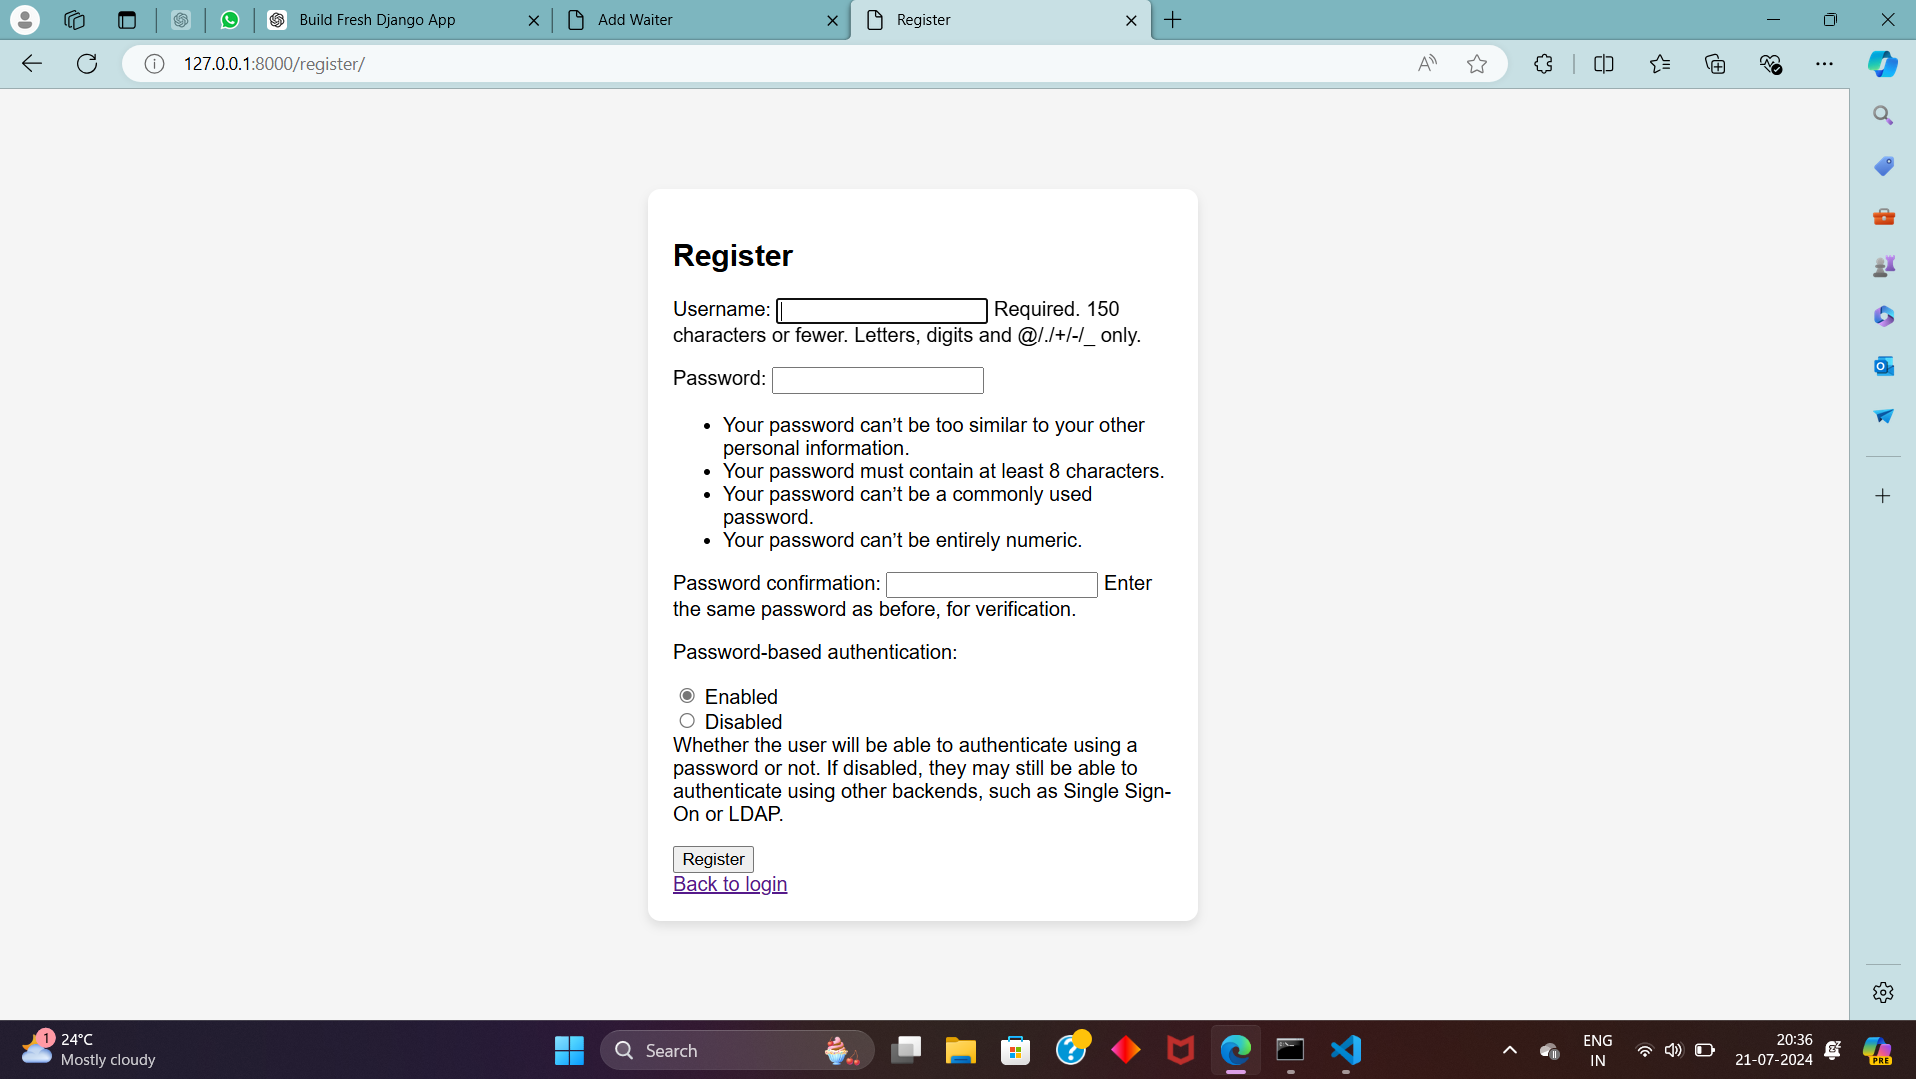 Build Fresh Django App
Add Waiter
Register
127.0.0.1:8000/register/
Register
Username: Required. 150
characters or fewer. Letters, digits and @/./+/-/_ only.
Password:
Your password can’t be too similar to your other
personal information.
Your password must contain at least 8 characters.
Your password can’t be a commonly used
password.
Your password can’t be entirely numeric.
Password confirmation: Enter
the same password as before, for verification.
Password-based authentication:
Enabled
Disabled
Whether the user will be able to authenticate using a
password or not. If disabled, they may still be able to
authenticate using other backends, such as Single Sign-
On or LDAP.
Register
Back to login
1
24°C
Mostly cloudy
Search
ENG
IN
20:36
21-07-2024
PRE